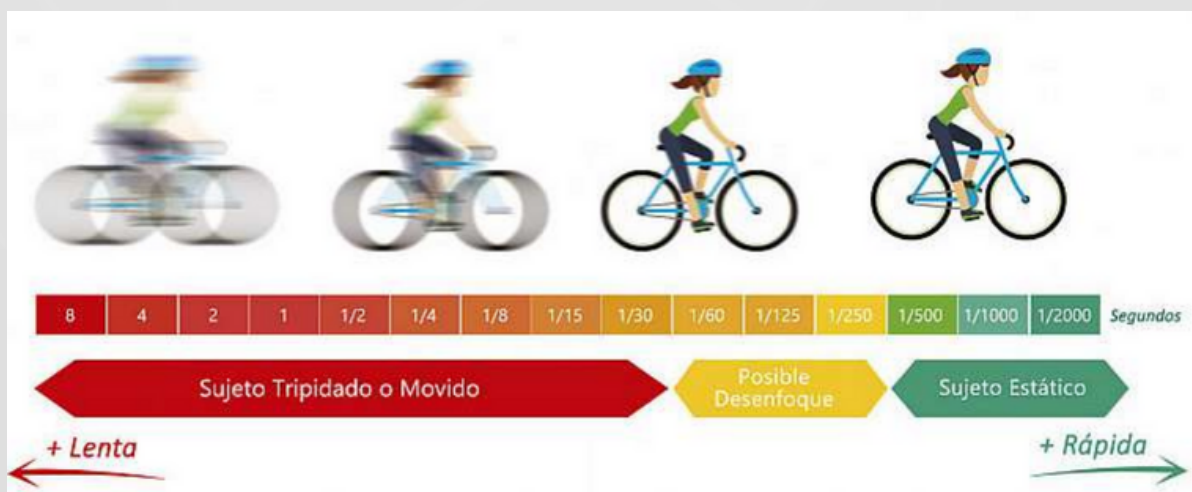 8 4 2 1 1/2 1/4 1/8 1/15 1/30 1/60 1/125 1/250 1/500 1/1000 1/2000 Segundos
Sujeto Tripidado o Movido
Posible
Desenfoque
Sujeto Estático
+ Lenta
+ Rápida